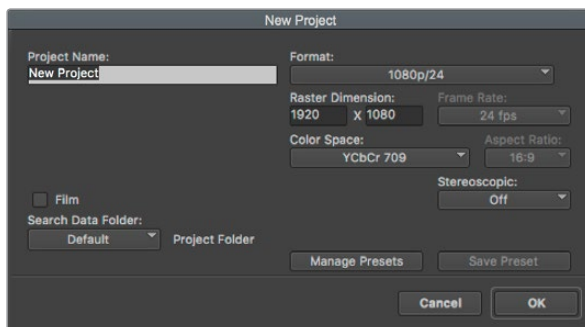 New Project
Project Name:
New Project
Format:
1080p/24
Raster Dimension:
Frame Rate:
1920 X 1080
24 fps
Color Space:
Aspect Ratio:
YCbCr 709
16:9
Stereoscopic:
Off
Film
Search Data Folder:
Default
Project Folder
Manage Presets
Save Preset
Cancel
OK